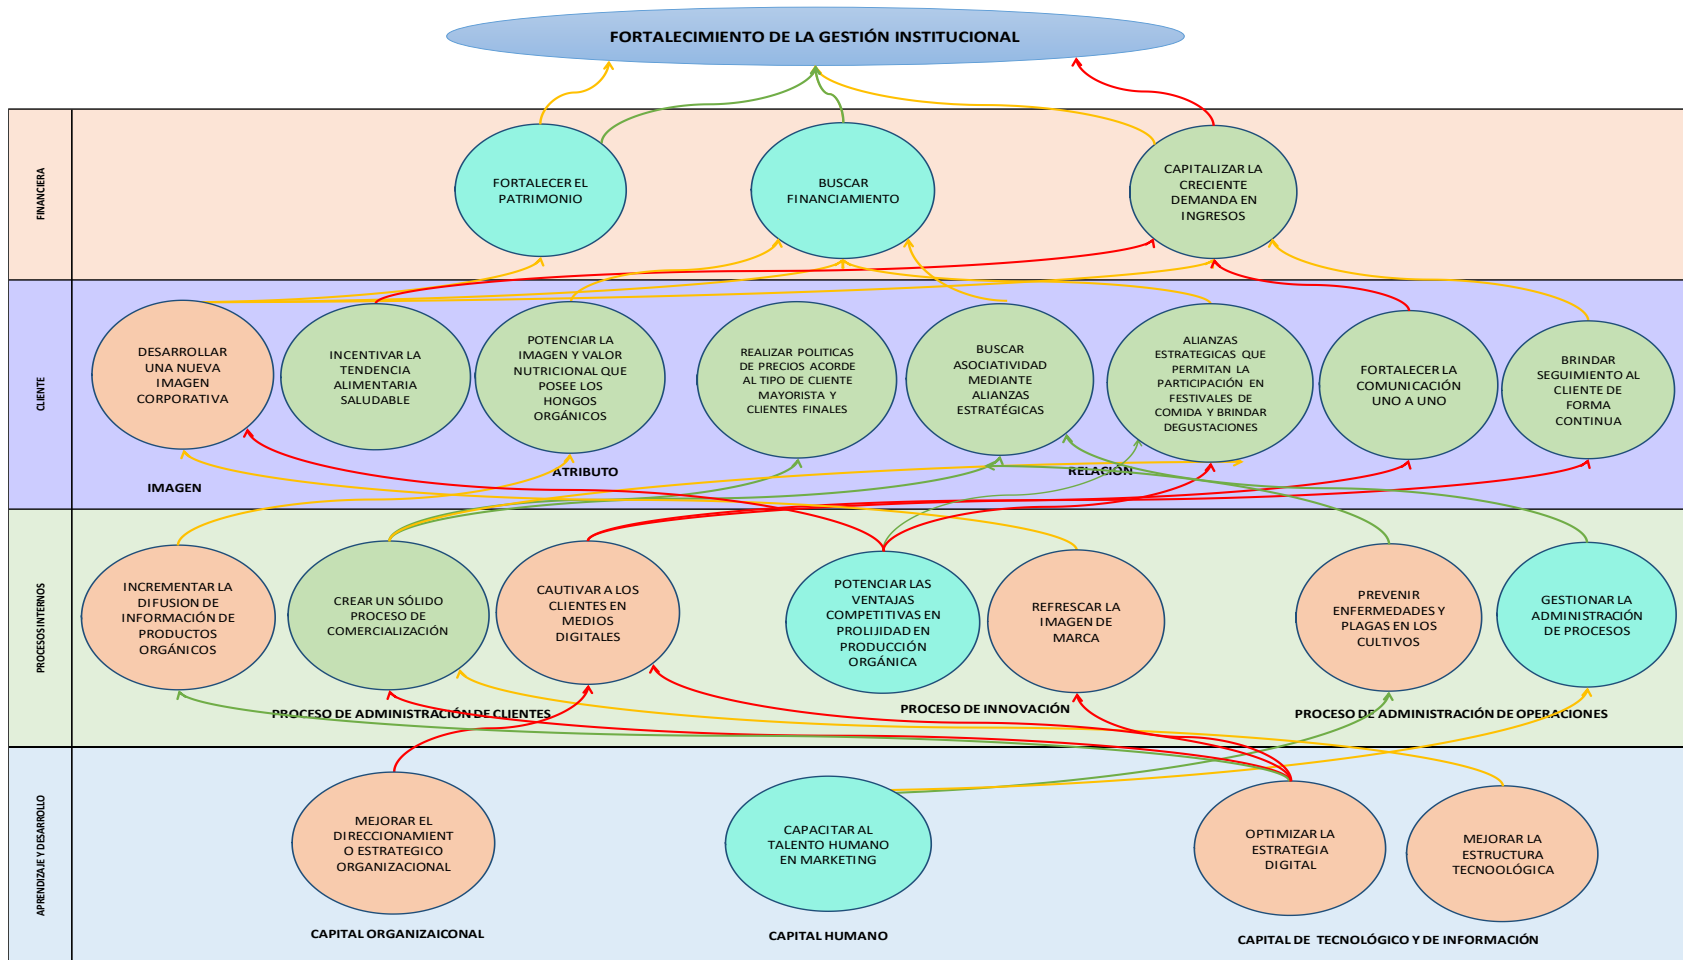 FORTALECIMIENTO DE LA GESTIÓN INSTITUCIONAL
FINANCIERA
FORTALECER EL
PATRIMONIO
BUSCAR
FINANCIAMIENTO
CAPITALIZAR LA
CRECIENTE
DEMANDA EN
INGRESOS
CLIENTE
DESARROLLAR
UNA NUEVA
IMAGEN
CORPORATIVA
INCENTIVAR LA
TENDENCIA
ALIMENTARIA
SALUDABLE
POTENCIAR LA
IMAGEN Y VALOR
NUTRICIONAL QUE
POSEE LOS
HONGOS
ORGÁNICOS
REALIZAR POLITICAS
DE PRECIOS ACORDE
AL TIPO DE CLIENTE
MAYORISTA Y
CLIENTES FINALES
BUSCAR
ASOCIATIVIDAD
MEDIANTE
ALIANZAS
ESTRATÉGICAS
ALIANZAS
ESTRATEGICAS QUE
PERMITAN LA
PARTICIPACIÓN EN
FESTIVALES DE
COMIDA Y BRINDAR
DEGUSTACIONES
FORTALECER LA
COMUNICACIÓN
UNO A UNO
BRINDAR
SEGUIMIENTO AL
CLIENTE DE
FORMA
CONTINUA
IMAGEN
ATRIBUTO
RELACIÓN
PROCESOS INTERNOS
INCREMENTAR LA
DIFUSION DE
INFORMACIÓN DE
PRODUCTOS
ORGÁNICOS
CREAR UN SÓLIDO
PROCESO DE
COMERCIALIZACIÓN
CAUTIVAR A LOS
CLIENTES EN
MEDIOS
DIGITALES
POTENCIAR LAS
VENTAJAS
COMPETITIVAS EN
PROLIJIDAD EN
PRODUCCIÓN
ORGÁNICA
REFRESCAR LA
IMAGEN DE
MARCA
PREVENIR
ENFERMEDADES Y
PLAGAS EN LOS
CULTIVOS
GESTIONAR LA
ADMINISTRACIÓN
DE PROCESOS
PROCESO DE ADMINISTRACIÓN DE CLIENTES
PROCESO DE INNOVACIÓN
PROCESO DE ADMINISTRACIÓN DE OPERACIONES
APRENDIZAJE Y DESARROLLO
MEJORAR EL
DIRECCIONAMIENT
O ESTRATEGICO
ORGANIZACIONAL
CAPACITAR AL
TALENTO HUMANO
EN MARKETING
OPTIMIZAR LA
ESTRATEGIA
DIGITAL
MEJORAR LA
ESTRUCTURA
TECNOOLÓGICA
CAPITAL ORGANIZAICONAL
CAPITAL HUMANO
CAPITAL DE TECNOLÓGICO Y DE INFORMACIÓN